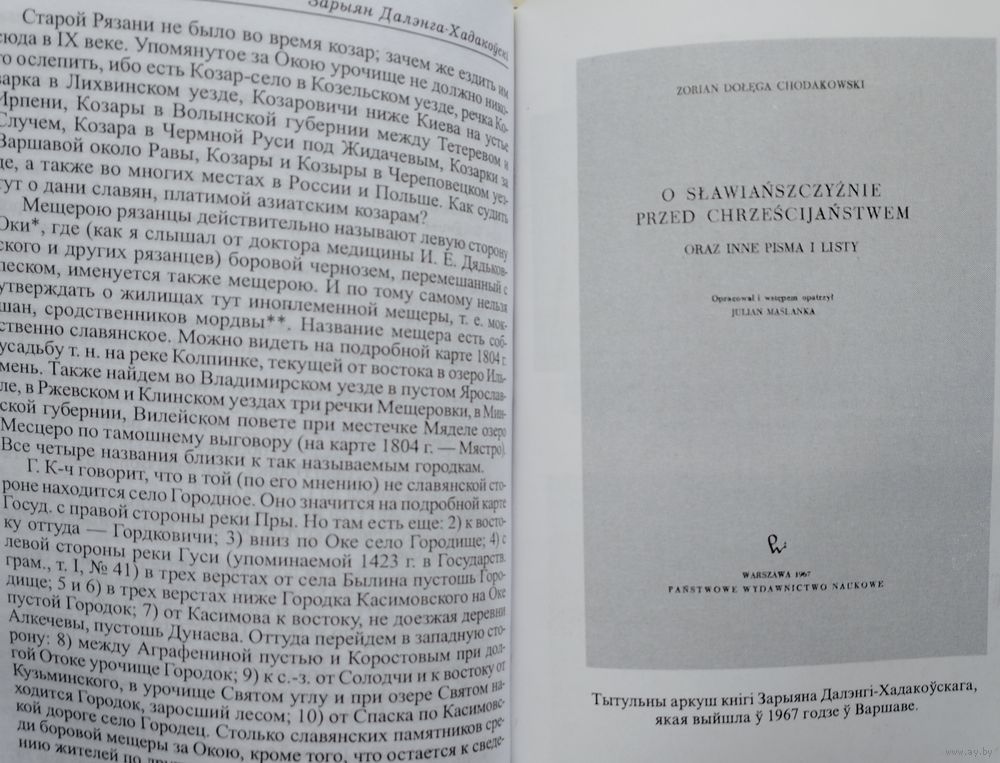 Зарыян Далэнга-Хадакоўскі
Старой Рязани не было во время козар; зачем же ездить им
сюда в IX веке. Упомянутое за Окою урочище не должно нико-
го ослепить, ибо есть Козар-село в Козельском уезде, речка Ко-
зарка в Лихвинском уезде, Козаровичи ниже Киева на устье
Ирпени, Козары в Волынской губернии между Тетеревом и
Случем, Козара в Чермной Руси под Жидачевым, Козарки за
Варшавой около Равы, Козары и Козыры в Череповецком уез-
де, а также во многих местах в России и Польше. Как судить
тут о дани славян, платимой азиатским козарам?
Мещерою рязанцы действительно называют левую сторону
Оки*, где (как я слышал от доктора медицины И. Е. Дядьков-
ского и других рязанцев) боровой чернозем, перемешанный с
песком, именуется также мещерою. И по тому самому нельзя
утверждать о жилищах тут иноплеменной мещеры, т. е. мок-
шан, сродственников мордвы**. Название мещера есть соб-
ственно славянское. Можно видеть на подробной карте 1804 г.
усадьбу т. н. на реке Колпинке, текущей от востока в озеро Иль-
мень. Также найдем во Владимирском уезде в пустом Ярослав-
ле, в Ржевском и Клинском уездах три речки Мещеровки, в Мин-
ской губернии, Вилейском повете при местечке Мяделе озеро
Месцеро по тамошнему выговору (на карте 1804 г. — Мястро).
Все четыре названия близки к так называемым городкам.
Г. К-ч говорит, что в той (по его мнению) не славянской сто-
роне находится село Городное. Оно значится на подробной карте
Госуд. с правой стороны реки Пры. Но там есть еще: 2) к восто-
ку оттуда — Гордковичи; 3) вниз по Оке село Городище; 4) с
левой стороны реки Гуси (упоминаемой 1423 г. в Государств.
грам., т. I, № 41) в трех верстах от села Былина пустошь Горо-
дище; 5 и 6) в трех верстах ниже Городка Касимовского на Оке
пустой Городок; 7) от Касимова к востоку, не доезжая деревни
Алкечевы, пустошь Дунаева. Оттуда перейдем в западную сто-
рону: 8) между Аграфениной пустью и Коростовым при дол-
гой Отоке урочище Городок; 9) к с.-з. от Солодчи и к востоку от
Кузьминского, в урочище Святом углу и при озере Святом на-
ходится Городок, заросший лесом; 10) от Спаска по Касимовс-
кой дороге село Городец. Столько славянских памятников сре-
ди боровой мещеры за Окою, кроме того, что остается к сведе-
нию жителей по
ZORIAN DOŁĘGA CHODAKOWSKI
O SŁAWIAŃSZCZYŹNIE
PRZED CHRZEŚCIJAŃSTWEM
ORAZ INNE PISMA I LISTY
Opracował i wstępem opatrzył
JULIAN MAŚLANKA
WARSZAWA 1967
PAŃSTWOWE WYDAWNICTWO NAUKOWE
Тытульны аркуш кнігі Зарыяна Далэнгі-Хадакоўскага,
якая выйшла ў 1967 годзе ў Варшаве.
www.ay.by